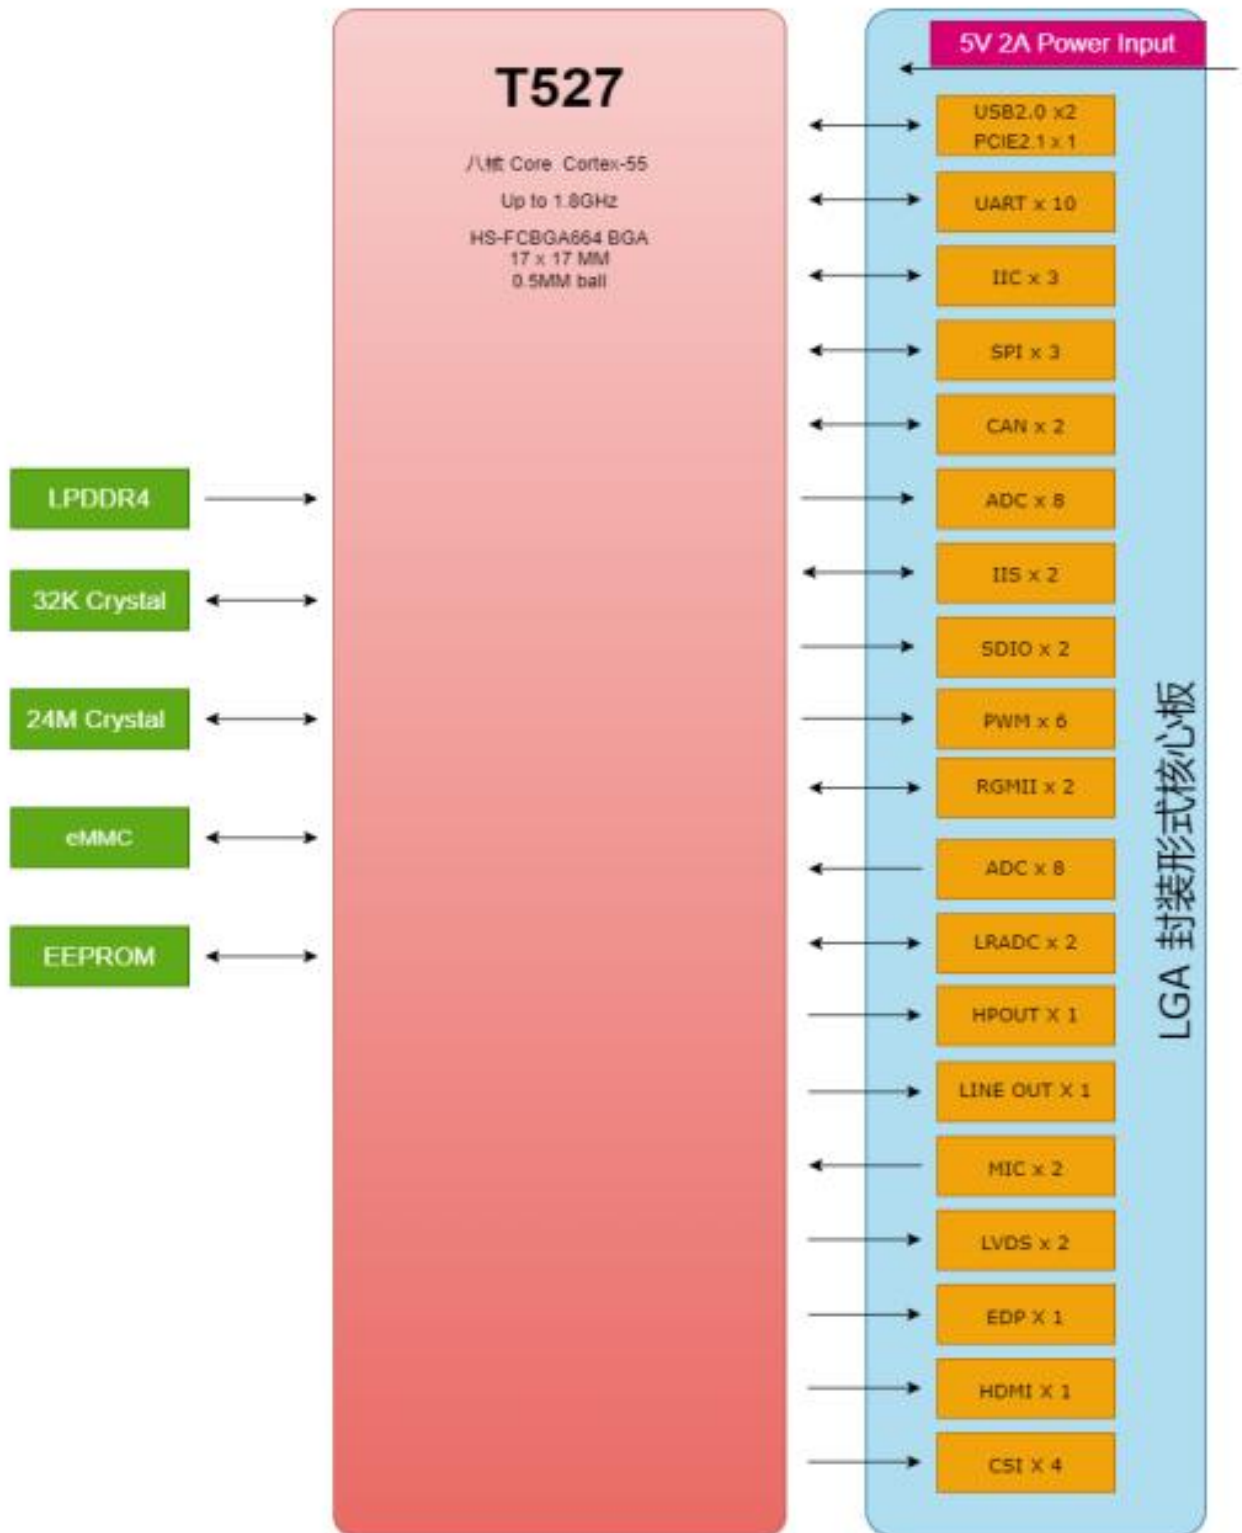 T527
八核 Core Cortex-55
Up to 1.8GHz
HS-FCBGA664 BGA
17 x 17 MM
0.5MM ball
LPDDR4
32K Crystal
24M Crystal
eMMC
EEPROM
5V 2A Power Input
USB2.0 x2
PCIE2.1 x 1
UART x 10
IIC x 3
SPI x 3
CAN x 2
ADC x 8
IIS x 2
SDIO x 2
PWM x 6
RGMII x 2
ADC x 8
LRADC x 2
HPOUT X 1
LINE OUT X 1
MIC x 2
LVDS x 2
EDP X 1
HDMI X 1
CSI X 4
LGA 封装形式核心板